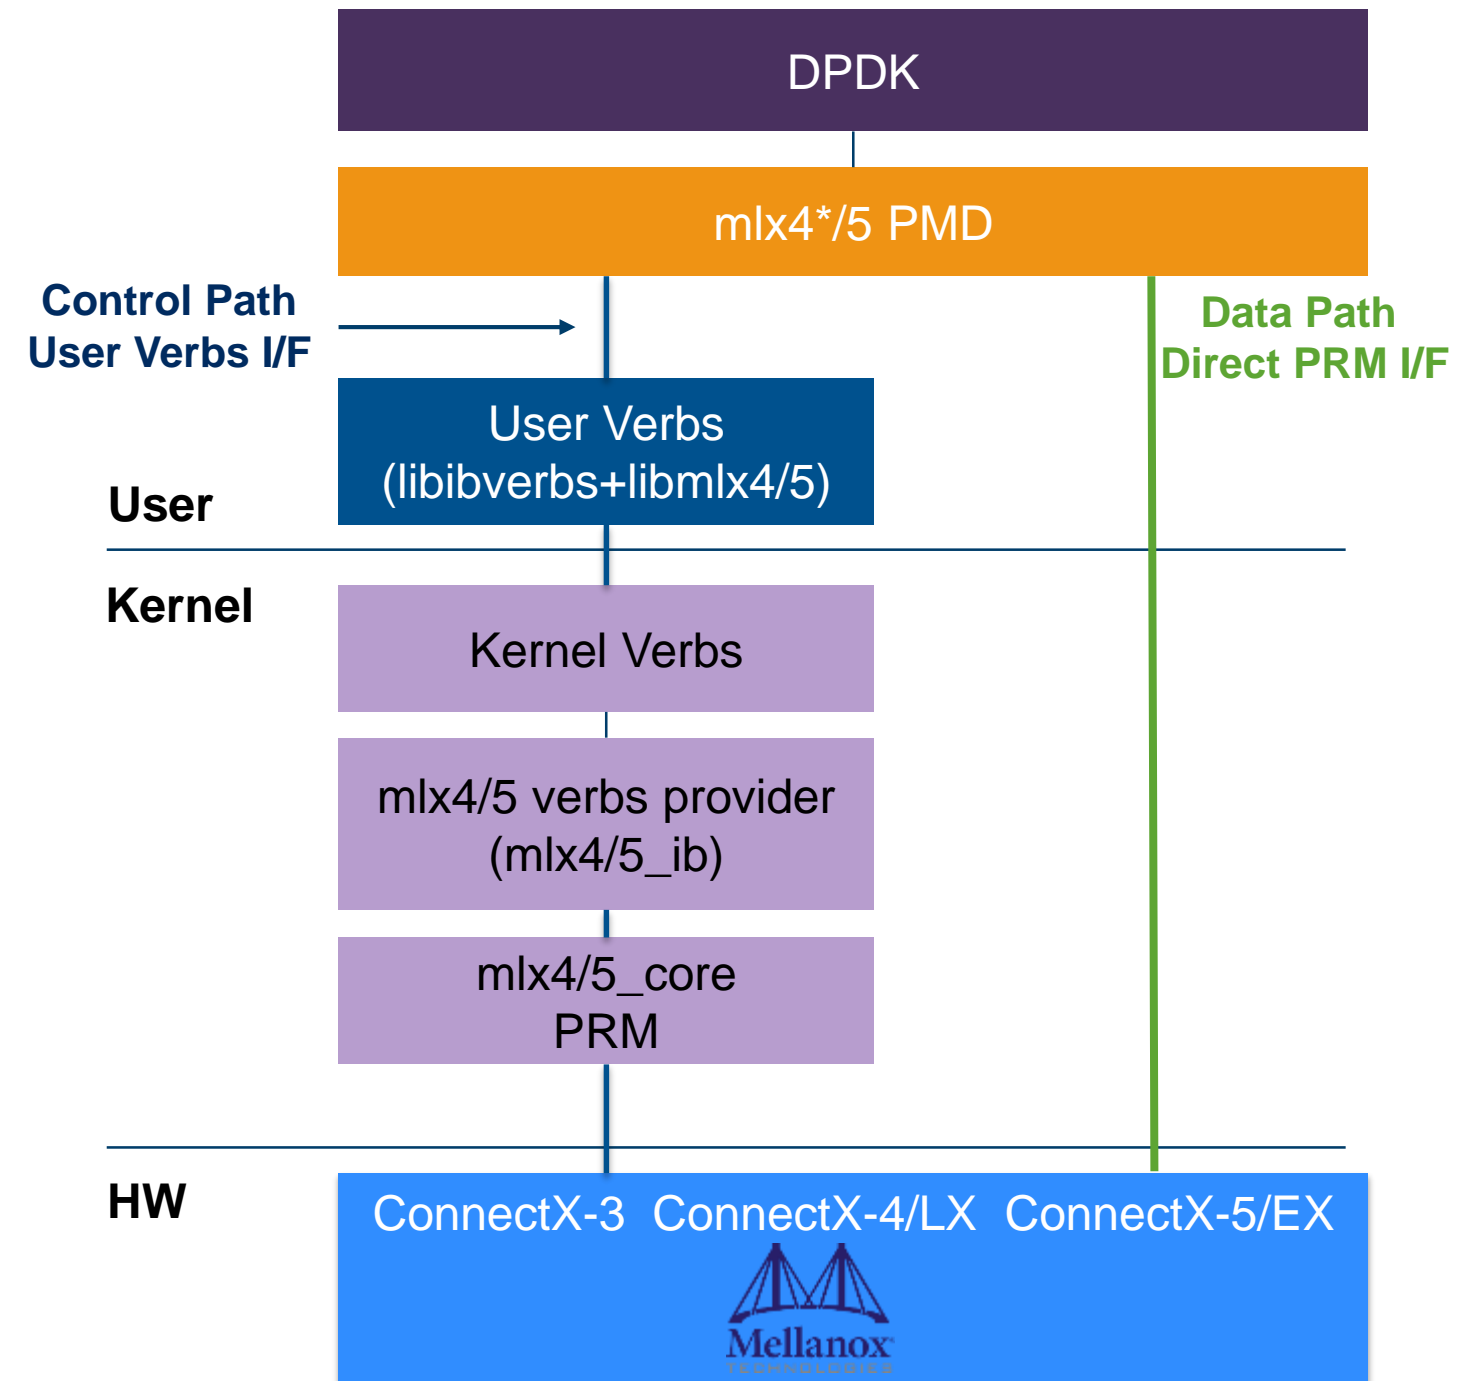 DPDK
mlx4*/5 PMD
Control Path
User Verbs I/F
Data Path
Direct PRM I/F
User Verbs
(libibverbs+libmlx4/5)
User
Kernel
Kernel Verbs
mlx4/5 verbs provider
(mlx4/5_ib)
mlx4/5_core
PRM
HW
ConnectX-3 ConnectX-4/LX ConnectX-5/EX
Mellanox
TECHNOLOGIES